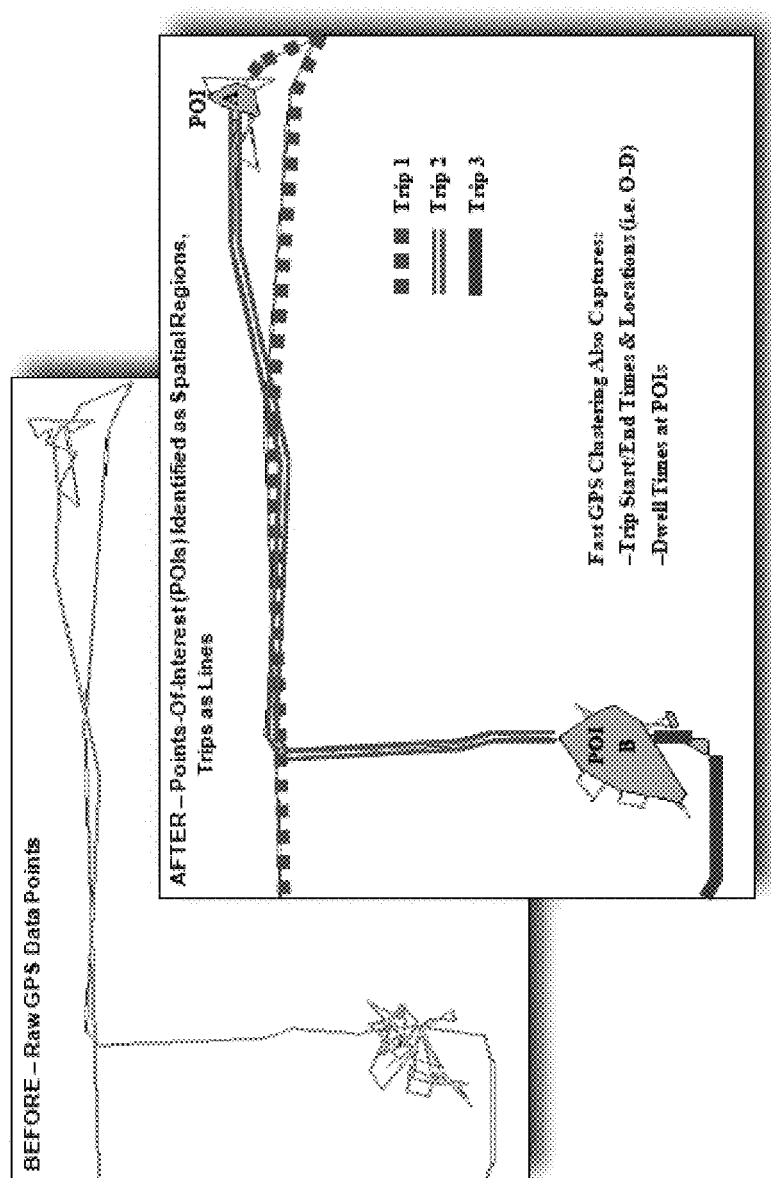 BEFORE – Raw GPS Data Points
AFTER – Points-Of-Interest (POIs) Identified as Spatial Regions,
Trips as Lines
POI
A
Trip 1
Trip 2
Trip 3
POI
B
Fast GPS Clustering Also Captures:
–Trip Start/End Times & Locations (i.e. O-D)
–Dwell Times at POIs